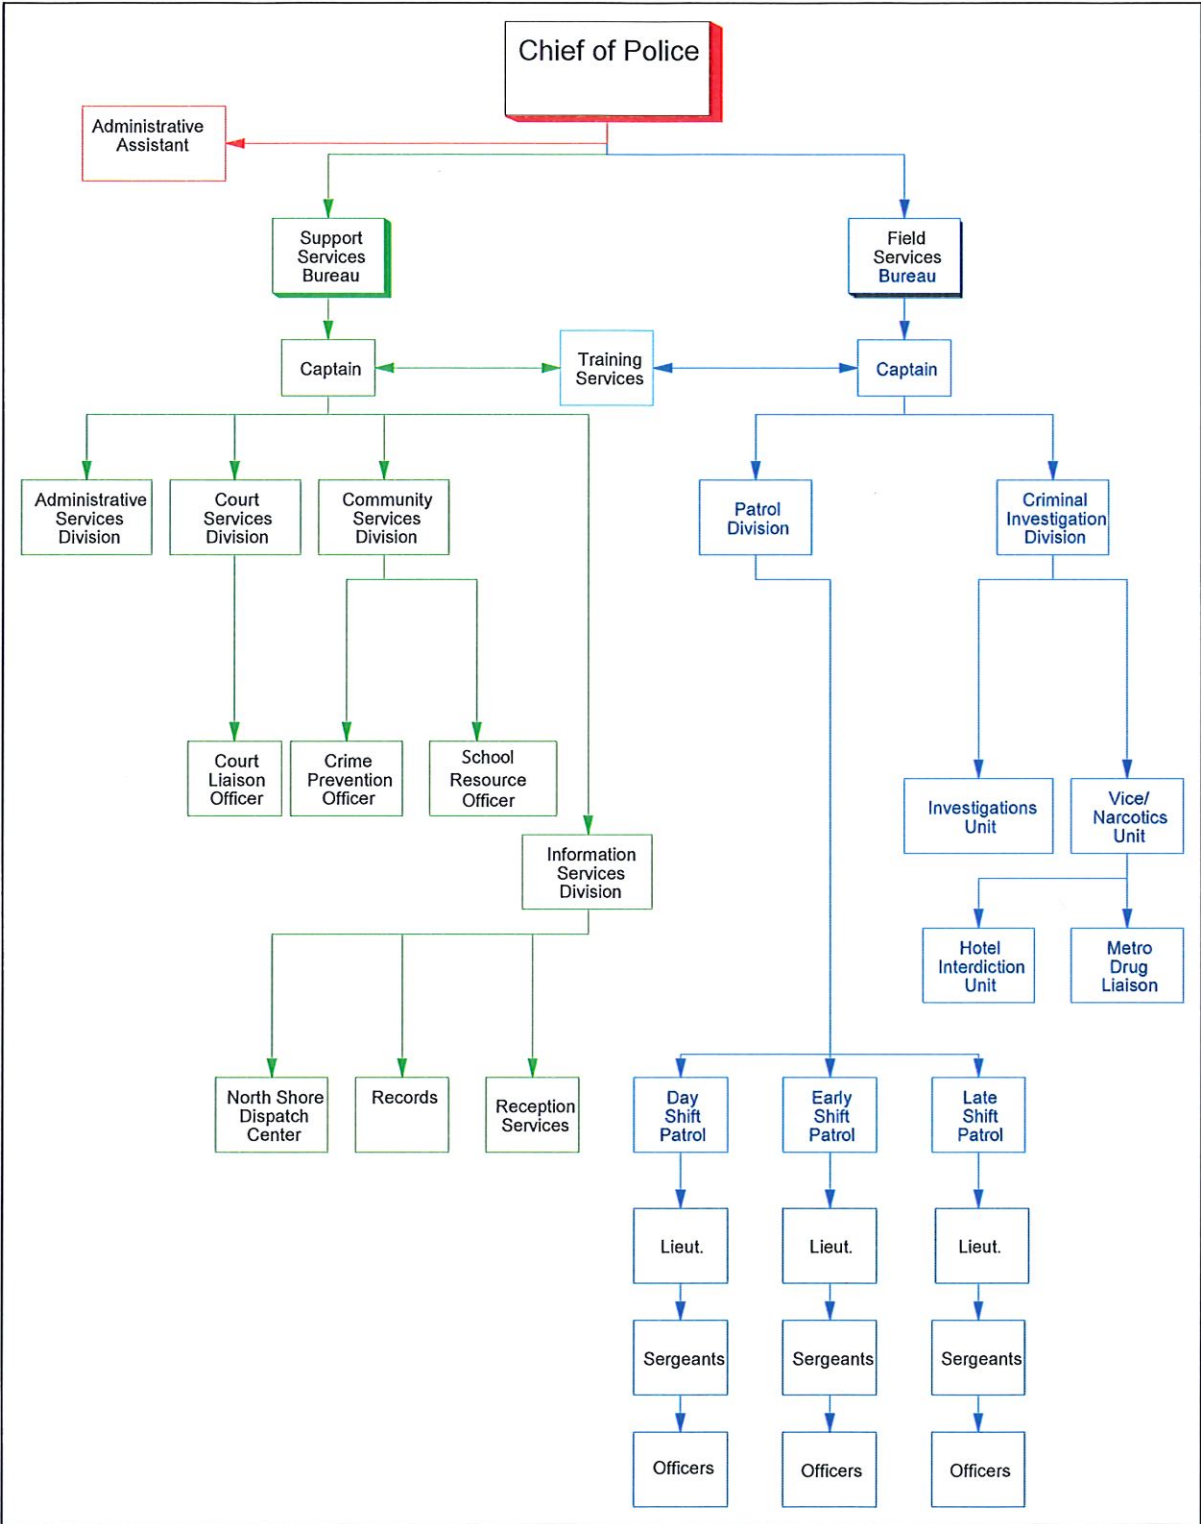 Chief of Police
Administrative
Assistant
Support
Services
Bureau
Field
Services
Bureau
Captain
Training
Services
Captain
Administrative
Services
Division
Court
Services
Division
Community
Services
Division
Patrol
Division
Criminal
Investigation
Division
Court
Liaison
Officer
Crime
Prevention
Officer
School
Resource
Officer
Investigations
Unit
Vice/
Narcotics
Unit
Information
Services
Division
Hotel
Interdiction
Unit
Metro
Drug
Liaison
North Shore
Dispatch
Center
Records
Reception
Services
Day
Shift
Patrol
Early
Shift
Patrol
Late
Shift
Patrol
Lieut.
Lieut.
Lieut.
Sergeants
Sergeants
Sergeants
Officers
Officers
Officers